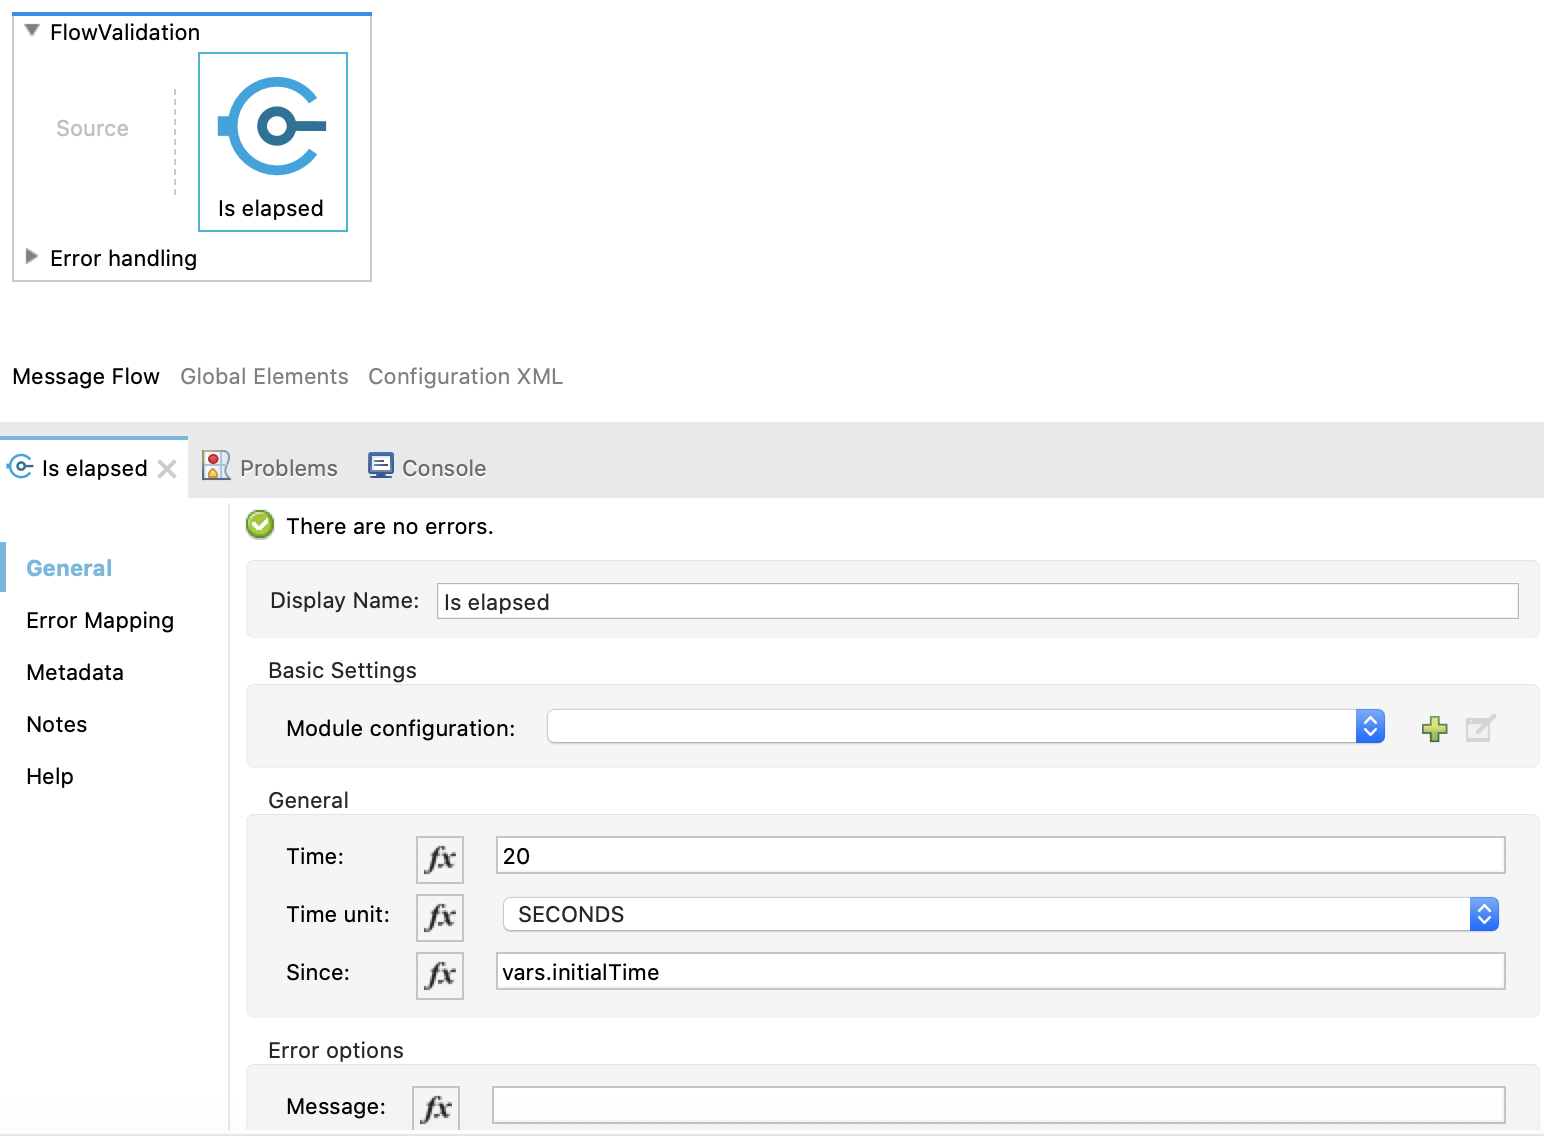 FlowValidation
Source
Is elapsed
Error handling
Message Flow Global Elements Configuration XML
Is elapsed Problems Console
There are no errors.
General
Display Name: Is elapsed
Error Mapping
Basic Settings
Metadata
Notes
Module configuration:
Help
General
Time: fx 20
Time unit: fx SECONDS
Since: fx vars.initialTime
Error options
Message: fx